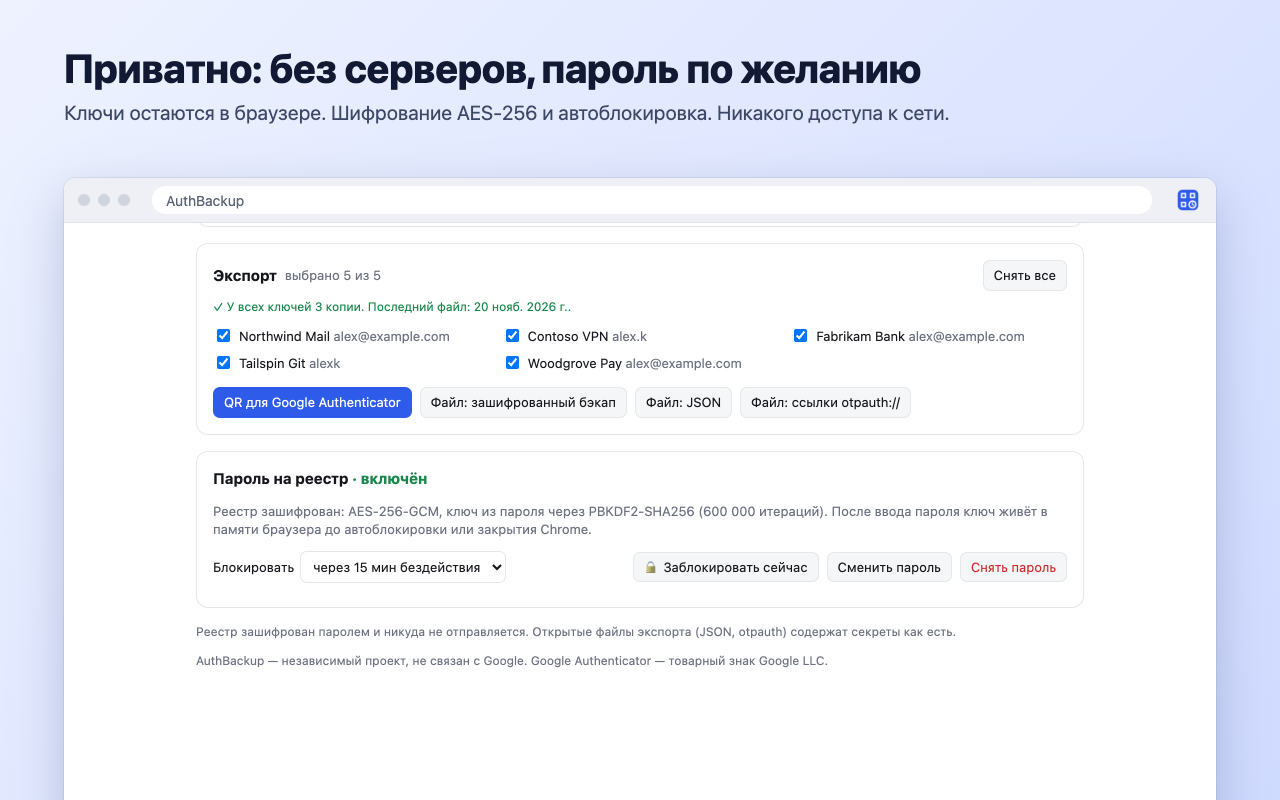 Приватно: без серверов, пароль по желанию
Ключи остаются в браузере. Шифрование AES-256 и автоблокировка. Никакого доступа к сети.
AuthBackup
Экспорт выбрано 5 из 5 Снять все
✓ У всех ключей 3 копии. Последний файл: 20 нояб. 2026 г..
Northwind Mail alex@example.com Contoso VPN alex.k Fabrikam Bank alex@example.com
Tailspin Git alexk Woodgrove Pay alex@example.com
QR для Google Authenticator Файл: зашифрованный бэкап Файл: JSON Файл: ссылки otpauth://
Пароль на реестр · включён
Реестр зашифрован: AES-256-GCM, ключ из пароля через PBKDF2-SHA256 (600 000 итераций). После ввода пароля ключ живёт в
памяти браузера до автоблокировки или закрытия Chrome.
Блокировать через 15 мин бездействия 🔒 Заблокировать сейчас Сменить пароль Снять пароль
Реестр зашифрован паролем и никуда не отправляется. Открытые файлы экспорта (JSON, otpauth) содержат секреты как есть.
AuthBackup — независимый проект, не связан с Google. Google Authenticator — товарный знак Google LLC.